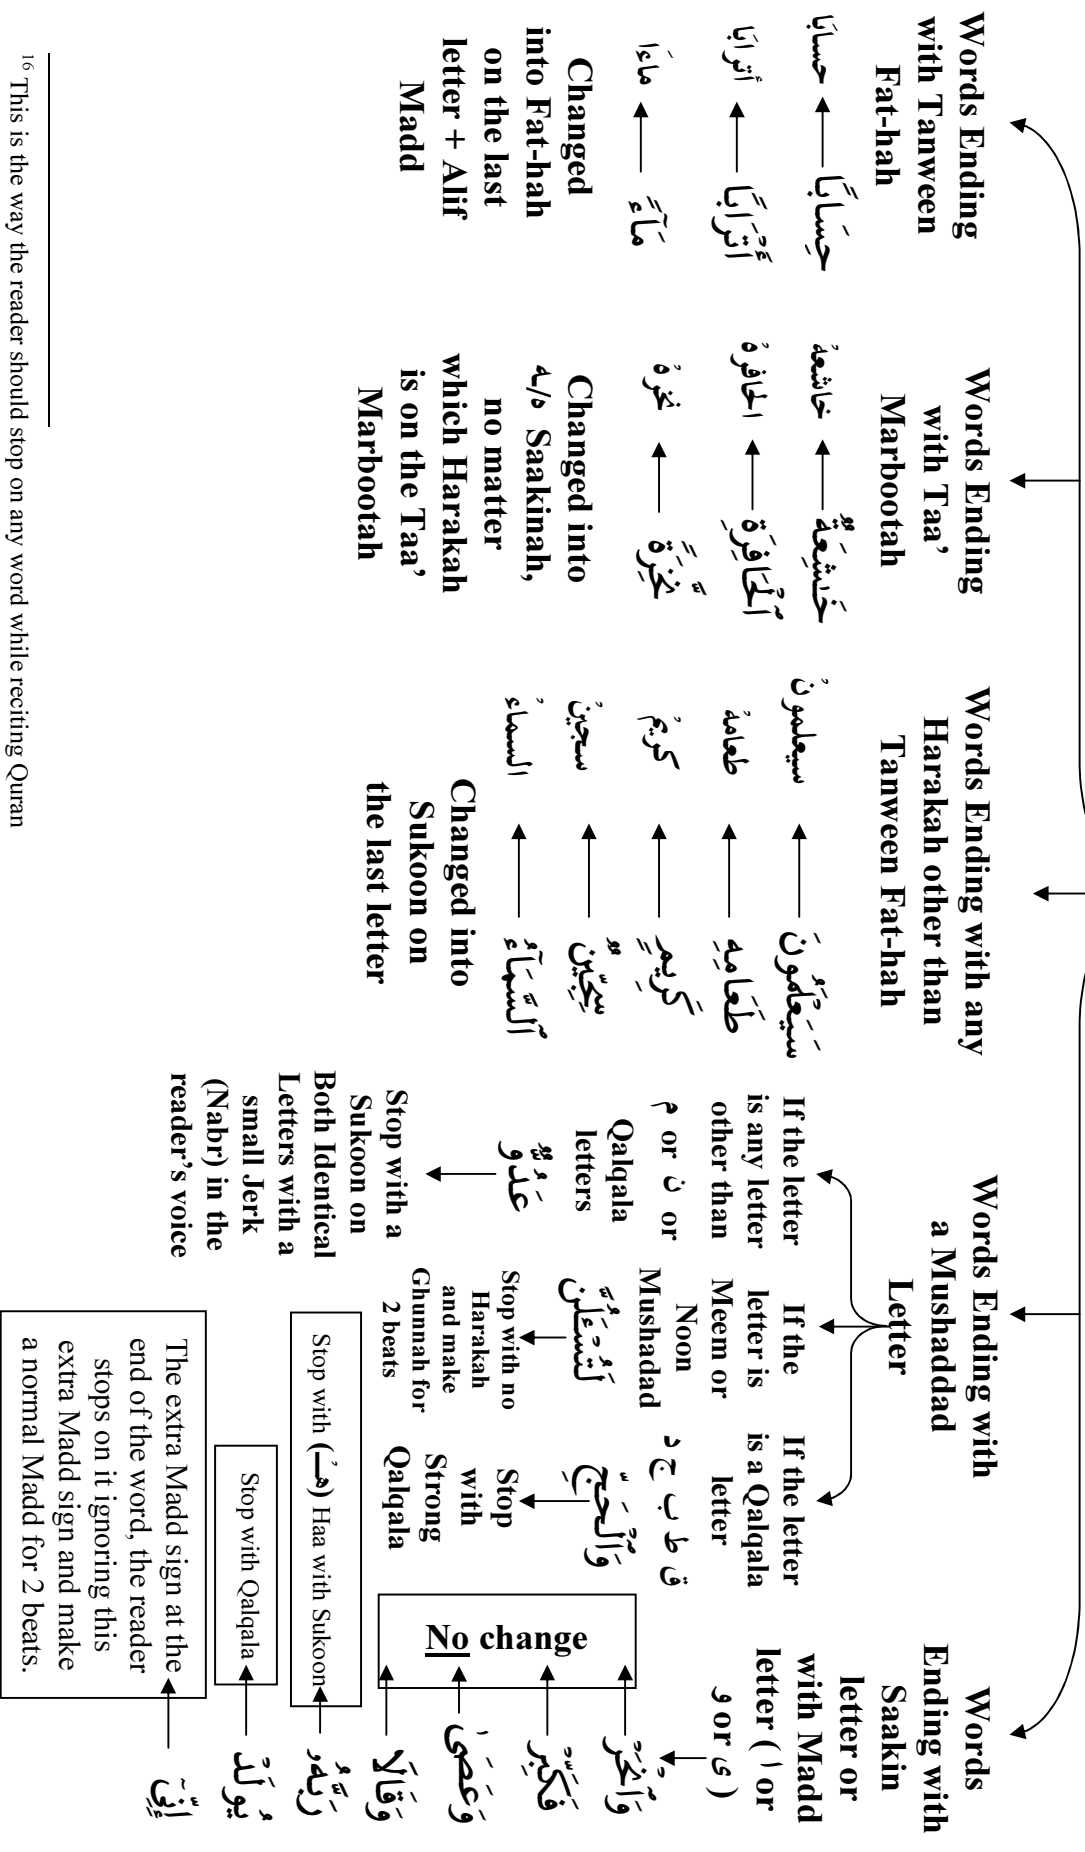 Words Ending
with Tanween
Fat-hah
حسابَا ← حِسَابًا
أترابَا ← أَتْرَابًا
ماءَا ← مَآءً
Changed
into Fat-hah
on the last
letter + Alif
Madd
Words Ending
with Taa’
Marbootah
خاشعهْ ← خَـٰشِعَةٌ
الحافرهْ ← ٱلْحَافِرَةِ
نخرهْ ← نَّخِرَةً
Changed into
ه/ـه Saakinah,
no matter
which Harakah
is on the Taa’
Marbootah
Words Ending with any
Harakah other than
Tanween Fat-hah
سيعلمونْ ← سَيَعْلَمُونَ
طعامهْ ← طَعَامِهِ
كريمْ ← كَرِيمٍ
سجينْ ← سِجِّينٌ
السماءْ ← ٱلسَّمَآءُ
Changed into
Sukoon on
the last letter
Words Ending with
a Mushaddad
Letter
If the letter
is any letter
other than
م or ن or
Qalqala
letters
عَدُوٌّ
Stop with a
Sukoon on
Both Identical
Letters with a
small Jerk
(Nabr) in the
reader’s voice
If the
letter is
Meem or
Noon
Mushadad
لَتُسْـَٔلُنَّ
Stop with no
Harakah
and make
Ghunnah for
2 beats
If the letter
is a Qalqala
letter
ق ط ب ج د
وَٱلْحَجِّ
Stop
with
Strong
Qalqala
Words
Ending with
Saakin
letter or
with Madd
letter ( ا or
و or ى )
وَٱنْحَرْ
فَكَبِّرْ
وَعَصَىٰ
وَقَالَا
No change
رَبَّهُۥ
Stop with (هـْ) Haa with Sukoon
يُولَدْ
Stop with Qalqala
إِنِّىٓ
The extra Madd sign at the
end of the word, the reader
stops on it ignoring this
extra Madd sign and make
a normal Madd for 2 beats.
16 This is the way the reader should stop on any word while reciting Quran